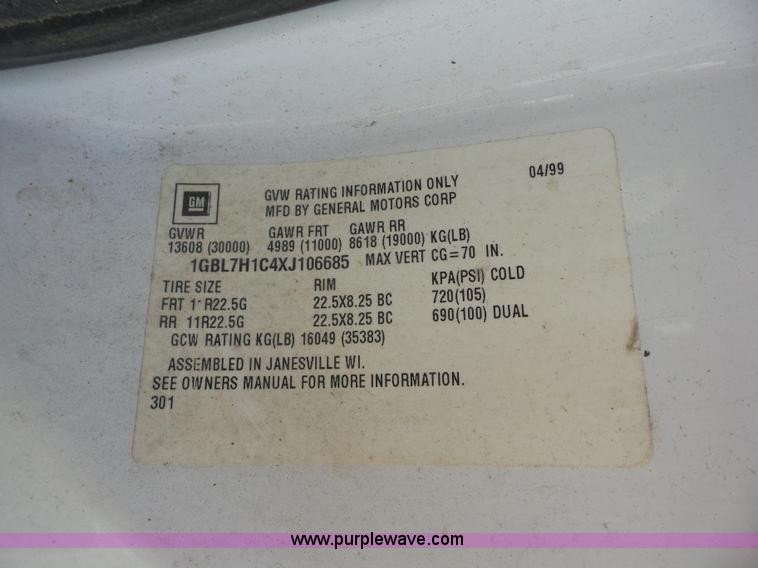 GM
GVW RATING INFORMATION ONLY 04/99
MFD BY GENERAL MOTORS CORP
GVWR GAWR FRT GAWR RR
13608 (30000) 4989 (11000) 8618 (19000) KG(LB)
1GBL7H1C4XJ106685 MAX VERT CG=70 IN.
TIRE SIZE RIM KPA(PSI) COLD
FRT 11R22.5G 22.5X8.25 BC 720(105)
RR 11R22.5G 22.5X8.25 BC 690(100) DUAL
GCW RATING KG(LB) 16049 (35383)
ASSEMBLED IN JANESVILLE WI.
SEE OWNERS MANUAL FOR MORE INFORMATION.
301
www.purplewave.com